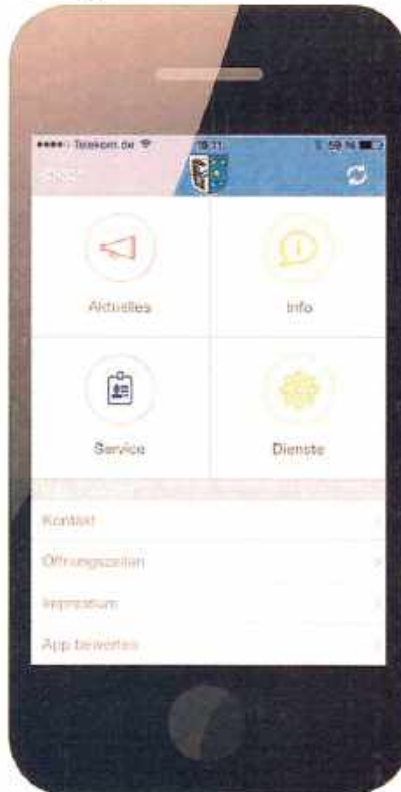 Telekom.de
59 %
Aktuelles Info
Service Dienste
Kontakt
Öffnungszeiten
Impressum
App bewerten